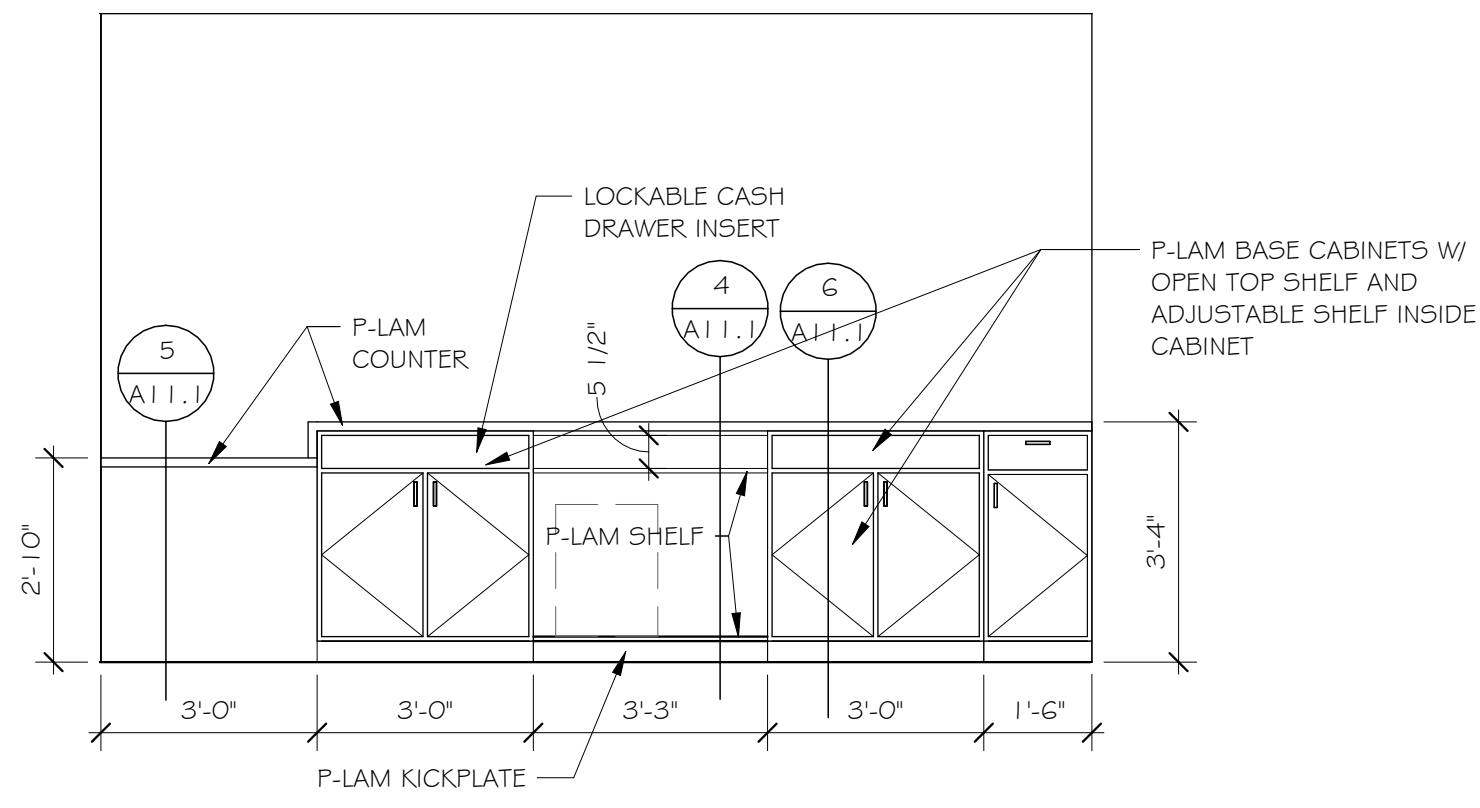 LOCKABLE CASH
DRAWER INSERT
P-LAM BASE CABINETS W/
OPEN TOP SHELF AND
ADJUSTABLE SHELF INSIDE
CABINET
4
A11.1
6
A11.1
P-LAM
COUNTER
5
A11.1
5 1/2"
P-LAM SHELF
2'-10"
3'-4"
3'-0"
3'-0"
3'-3"
3'-0"
1'-6"
P-LAM KICKPLATE